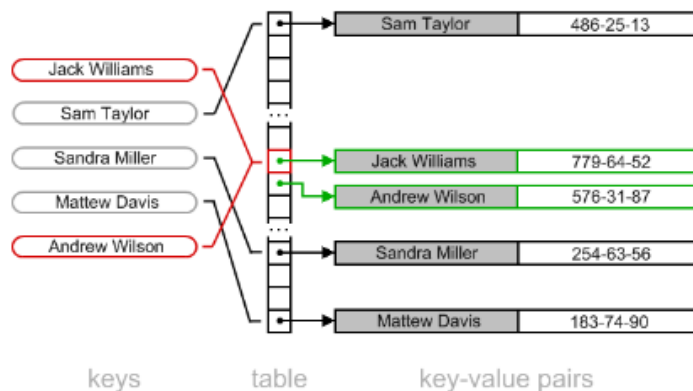 Sam Taylor 486-25-13
Jack Williams
Sam Taylor
...
Sandra Miller
Jack Williams 779-64-52
Mattew Davis
Andrew Wilson 576-31-87
...
Andrew Wilson
Sandra Miller 254-63-56
Mattew Davis 183-74-90
keys table key-value pairs